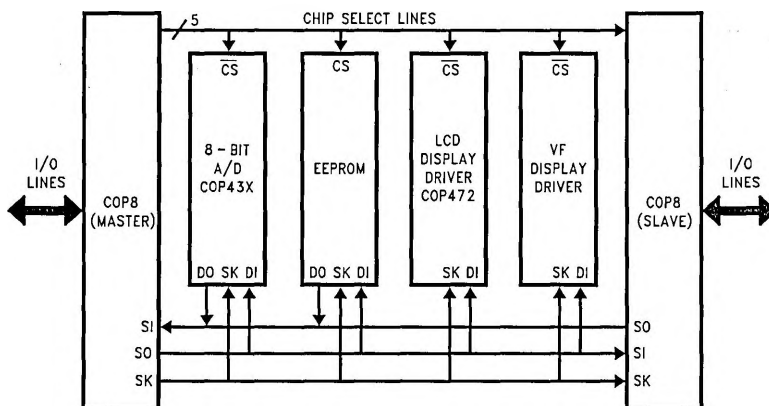 5
CHIP SELECT LINES
CS
CS
CS
CS
8-BIT
A/D
COP43X
EEPROM
LCD
DISPLAY
DRIVER
COP472
VF
DISPLAY
DRIVER
I/O
LINES
COP8
(MASTER)
COP8
(SLAVE)
I/O
LINES
DO SK DI
DO SK DI
SK DI
SK DI
SI
SO
SO
SI
SK
SK